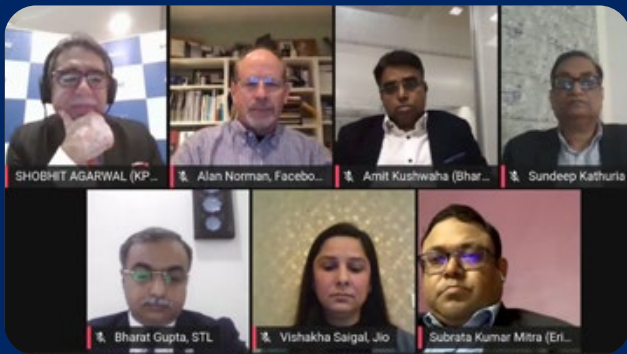 SHOBHIT AGARWAL (KP...
Alan Norman, Facebo...
Amit Kushwaha (Bhar...
Sundeep Kathuria
Bharat Gupta, STL
Vishakha Saigal, Jio
Subrata Kumar Mitra (Eri...